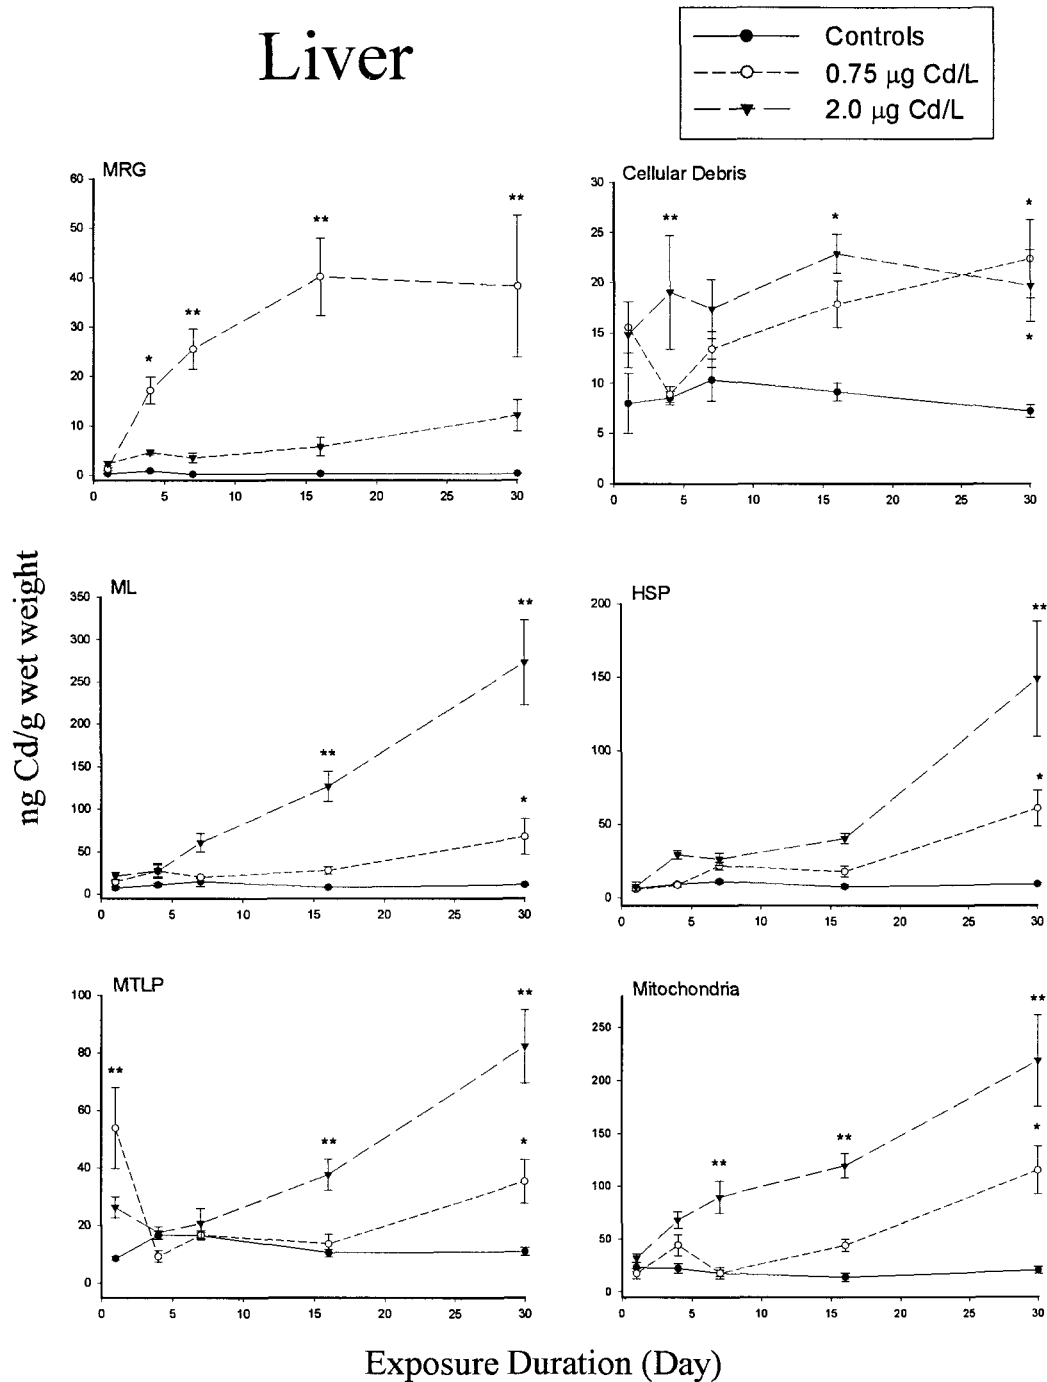 Liver
Controls
0.75 μg Cd/L
2.0 μg Cd/L
MRG
60
50
40
30
20
10
0
0 5 10 15 20 25 30
* ** ** **
Cellular Debris
30
25
20
15
10
5
0
0 5 10 15 20 25 30
** * * *
ng Cd/g wet weight
ML
350
300
250
200
150
100
50
0
0 5 10 15 20 25 30
** ** *
HSP
200
150
100
50
0
0 5 10 15 20 25 30
** *
MTLP
100
80
60
40
20
0
0 5 10 15 20 25 30
** ** ** *
Mitochondria
250
200
150
100
50
0
0 5 10 15 20 25 30
** ** ** *
Exposure Duration (Day)